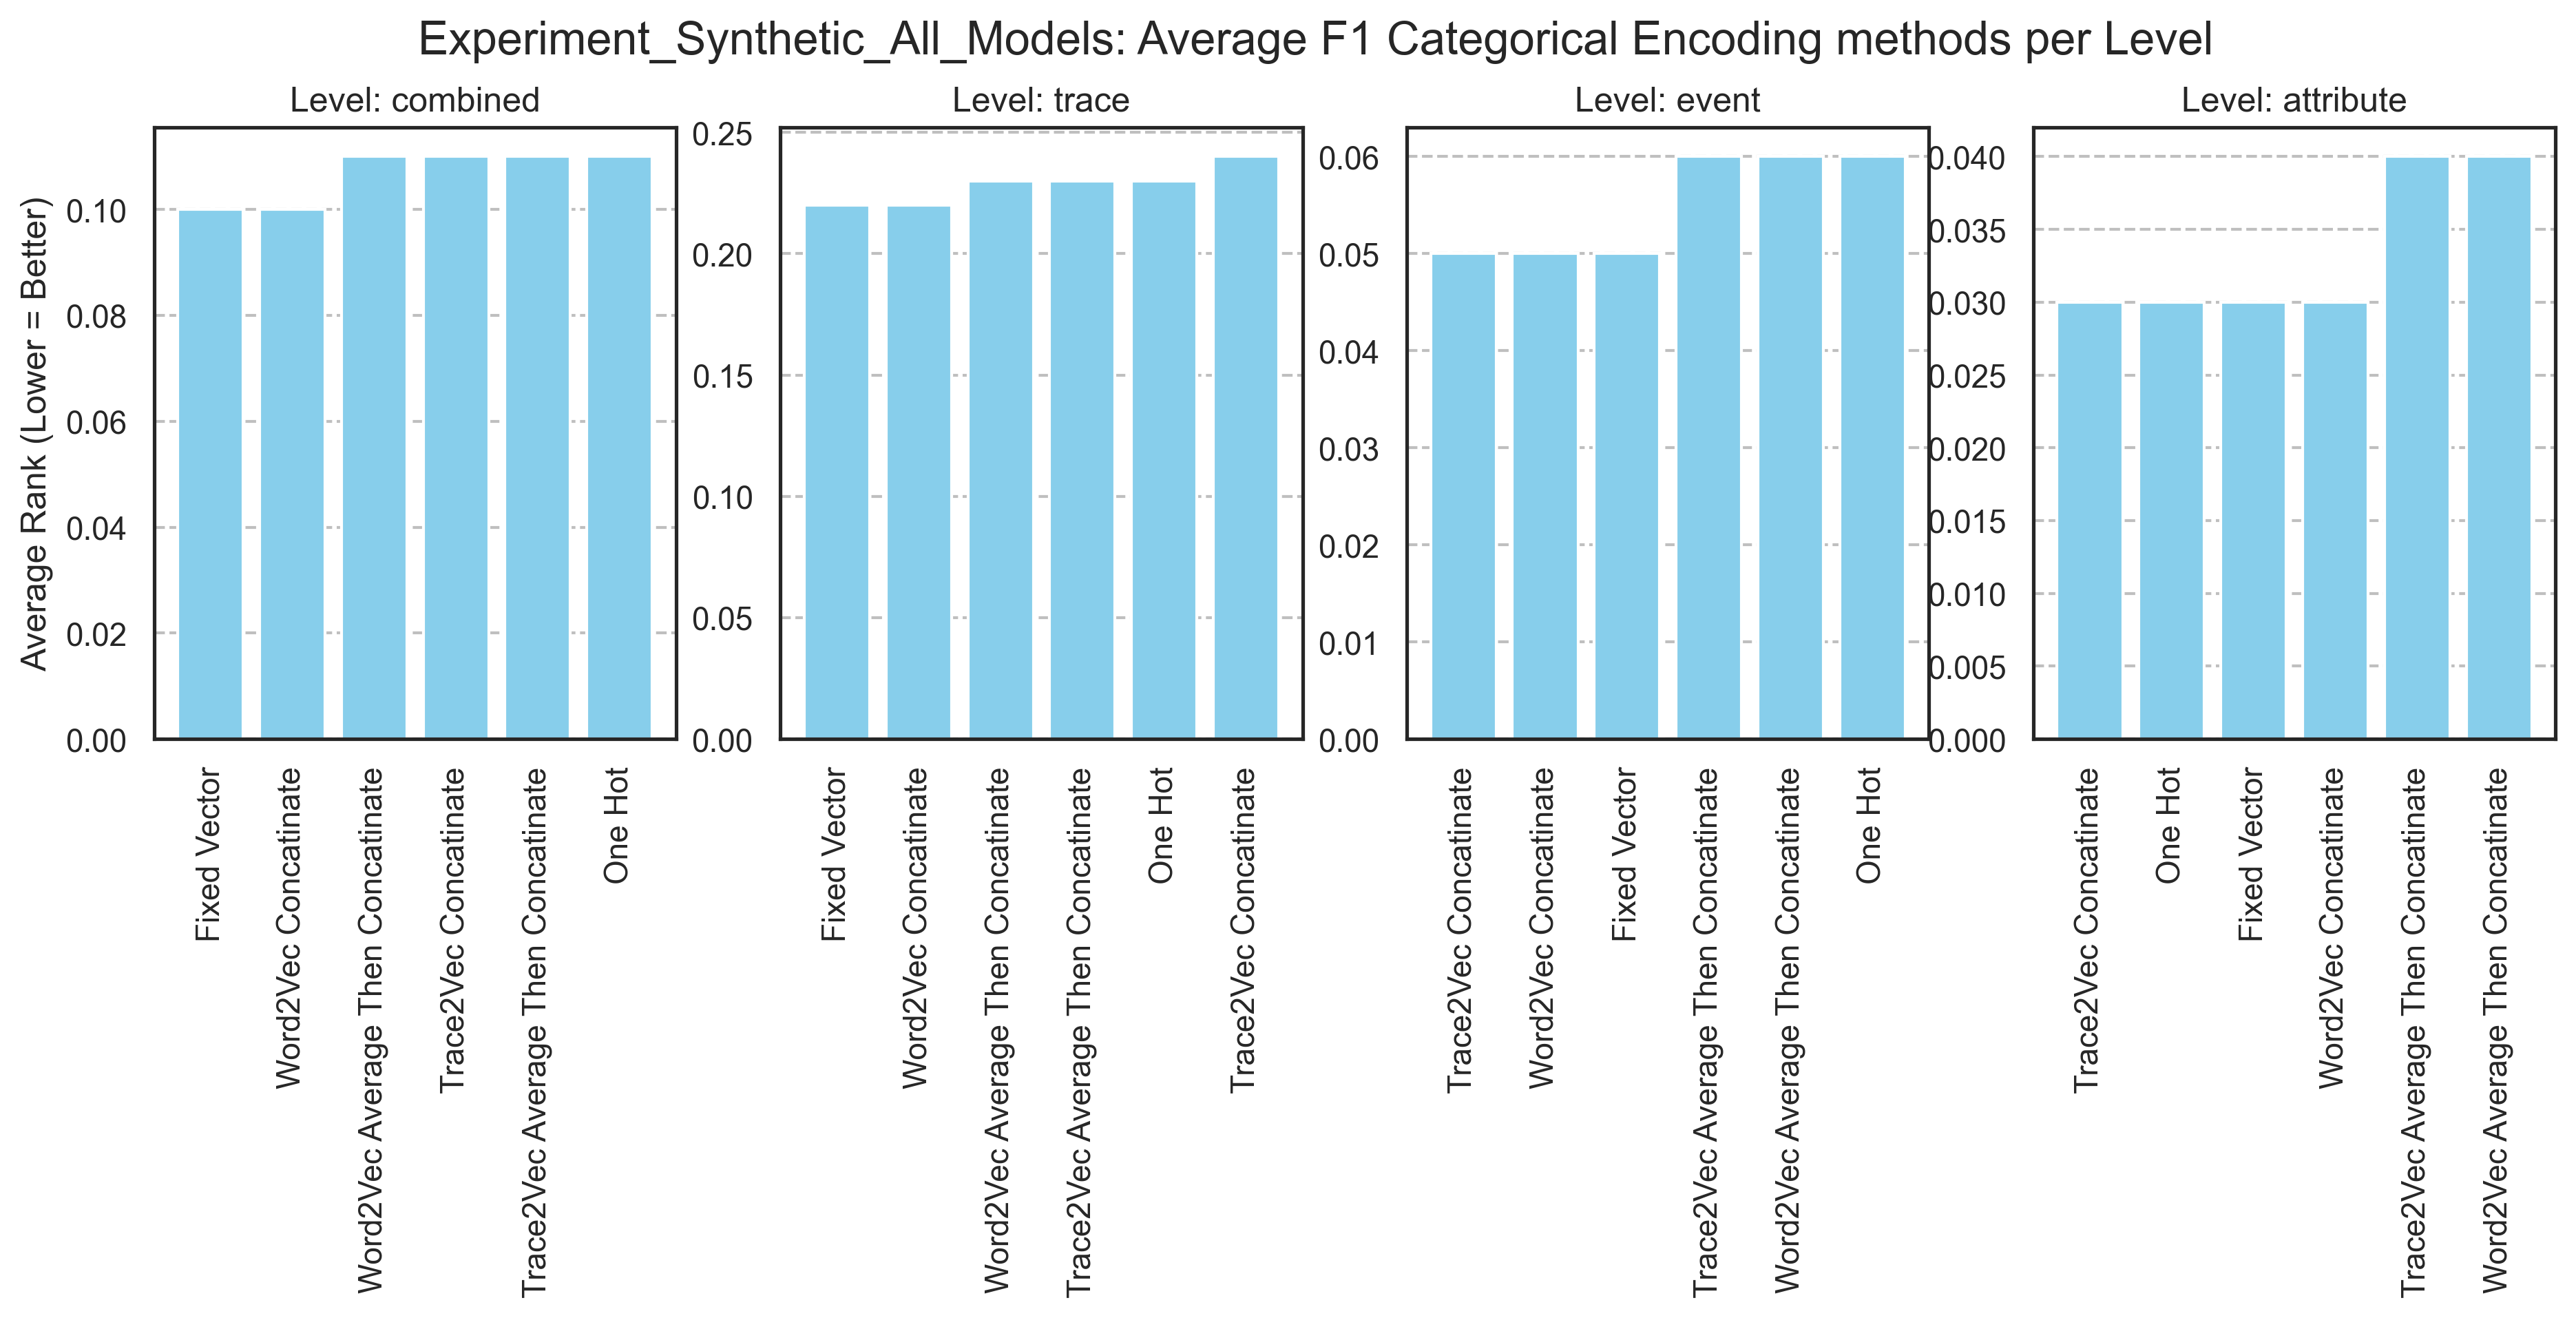 Experiment_Synthetic_All_Models: Average F1 Categorical Encoding methods per Level
Level: combined
Average Rank (Lower = Better)
0.10
0.08
0.06
0.04
0.02
0.00
Fixed Vector
Word2Vec Concatinate
Word2Vec Average Then Concatinate
Trace2Vec Concatinate
Trace2Vec Average Then Concatinate
One Hot
Level: trace
0.25
0.20
0.15
0.10
0.05
0.00
Fixed Vector
Word2Vec Concatinate
Word2Vec Average Then Concatinate
Trace2Vec Average Then Concatinate
One Hot
Trace2Vec Concatinate
Level: event
0.06
0.05
0.04
0.03
0.02
0.01
0.00
Trace2Vec Concatinate
Word2Vec Concatinate
Fixed Vector
Trace2Vec Average Then Concatinate
Word2Vec Average Then Concatinate
One Hot
Level: attribute
0.040
0.035
0.030
0.025
0.020
0.015
0.010
0.005
0.000
Trace2Vec Concatinate
One Hot
Fixed Vector
Word2Vec Concatinate
Trace2Vec Average Then Concatinate
Word2Vec Average Then Concatinate